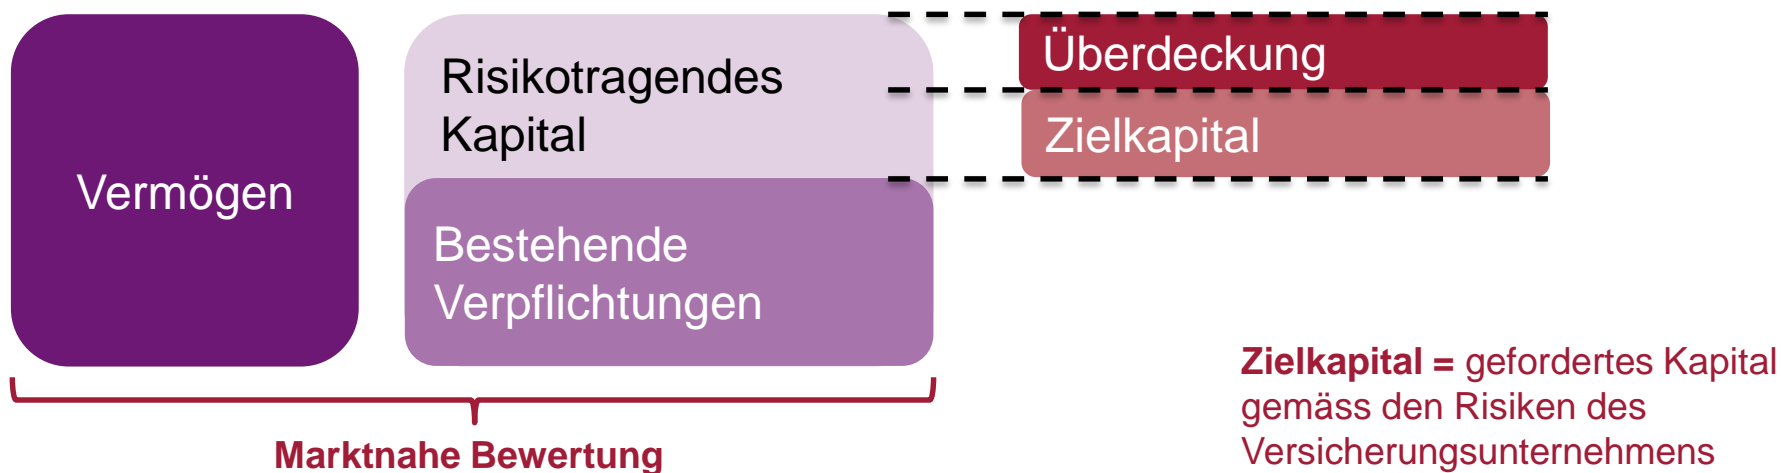 Vermögen
Risikotragendes
Kapital
Bestehende
Verpflichtungen
Überdeckung
Zielkapital
Marktnahe Bewertung
Zielkapital = gefordertes Kapital
gemäss den Risiken des
Versicherungsunternehmens